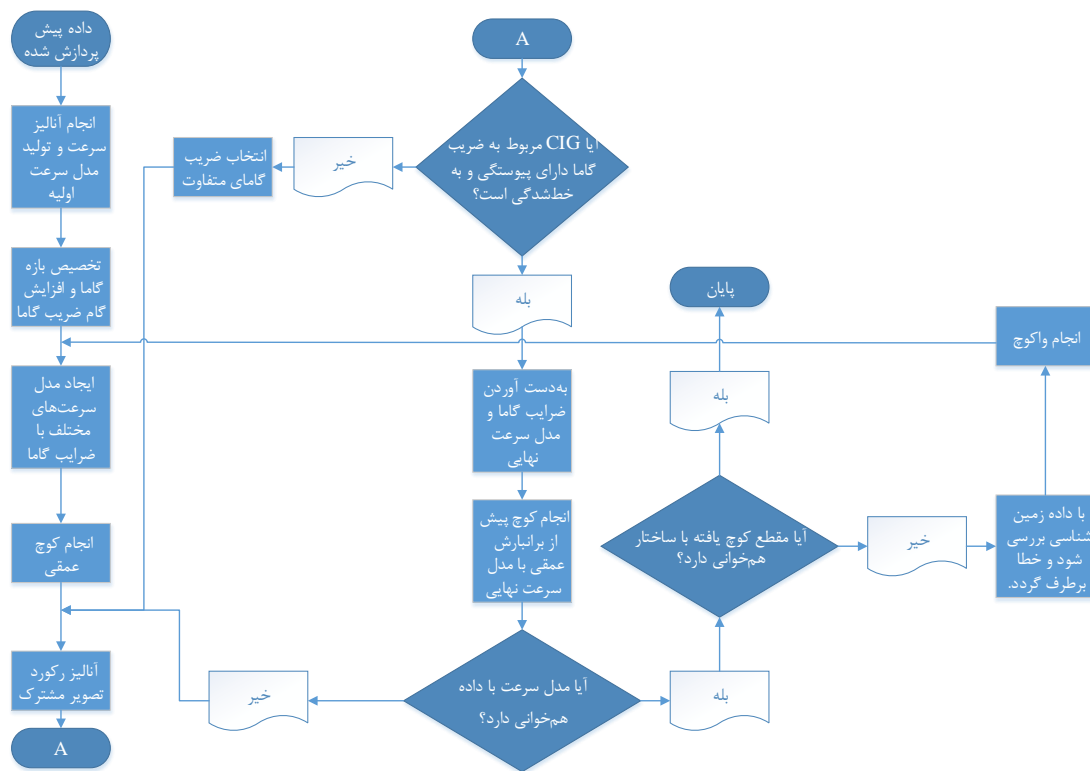 داده پیش
پردازش شده
انجام آنالیز
سرعت و تولید
مدل سرعت
اولیه
تخصیص بازه
گاما و افزایش
گام ضریب گاما
ایجاد مدل
سرعت‌های
مختلف با
ضرایب گاما
انجام کوچ
عمقی
آنالیز رکورد
تصویر مشترک
A
A
آیا CIG مربوط به ضریب
گاما دارای پیوستگی و به
خط‌شدگی است؟
خیر
انتخاب ضریب
گامای متفاوت
بله
به‌دست آوردن
ضرایب گاما و
مدل سرعت
نهایی
انجام کوچ پیش
از برانبارش
عمقی با مدل
سرعت نهایی
آیا مدل سرعت با داده
هم‌خوانی دارد؟
خیر
بله
آیا مقطع کوچ یافته با ساختار
هم‌خوانی دارد؟
بله
پایان
خیر
با داده زمین
شناسی بررسی
شود و خطا
برطرف گردد.
انجام واکوچ